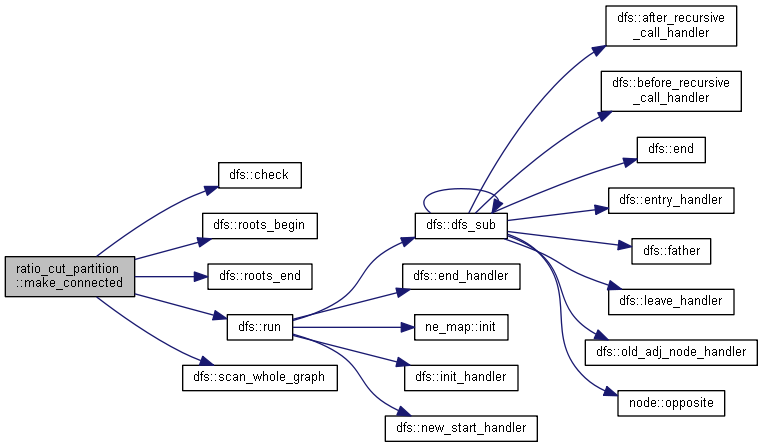 ratio_cut_partition
::make_connected
dfs::check
dfs::roots_begin
dfs::roots_end
dfs::run
dfs::scan_whole_graph
dfs::dfs_sub
dfs::end_handler
ne_map::init
dfs::init_handler
dfs::new_start_handler
dfs::after_recursive
_call_handler
dfs::before_recursive
_call_handler
dfs::end
dfs::entry_handler
dfs::father
dfs::leave_handler
dfs::old_adj_node_handler
node::opposite